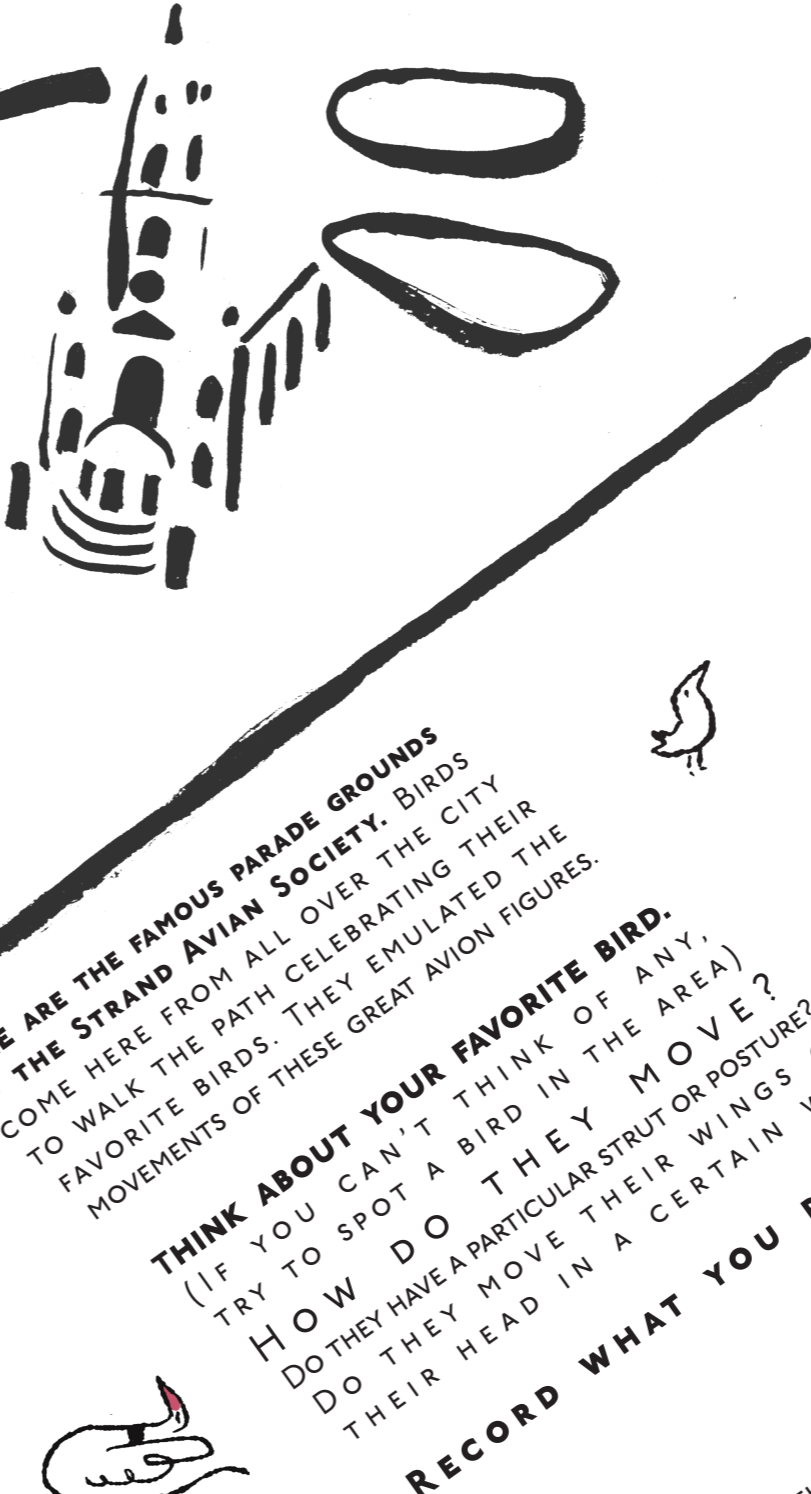 ARE THE FAMOUS PARADE GROUNDS
THE STRAND AVIAN SOCIETY. BIRDS
COME HERE FROM ALL OVER THE CITY
TO WALK THE PATH CELEBRATING THEIR
FAVORITE BIRDS. THEY EMULATED THE
MOVEMENTS OF THESE GREAT AVION FIGURES.
THINK ABOUT YOUR FAVORITE BIRD.
(IF YOU CAN'T THINK OF ANY,
TRY TO SPOT A BIRD IN THE AREA)
HOW DO THEY MOVE?
DO THEY HAVE A PARTICULAR STRUT OR POSTURE?
DO THEY MOVE THEIR WINGS
THEIR HEAD IN A CERTAIN
RECORD WHAT YOU